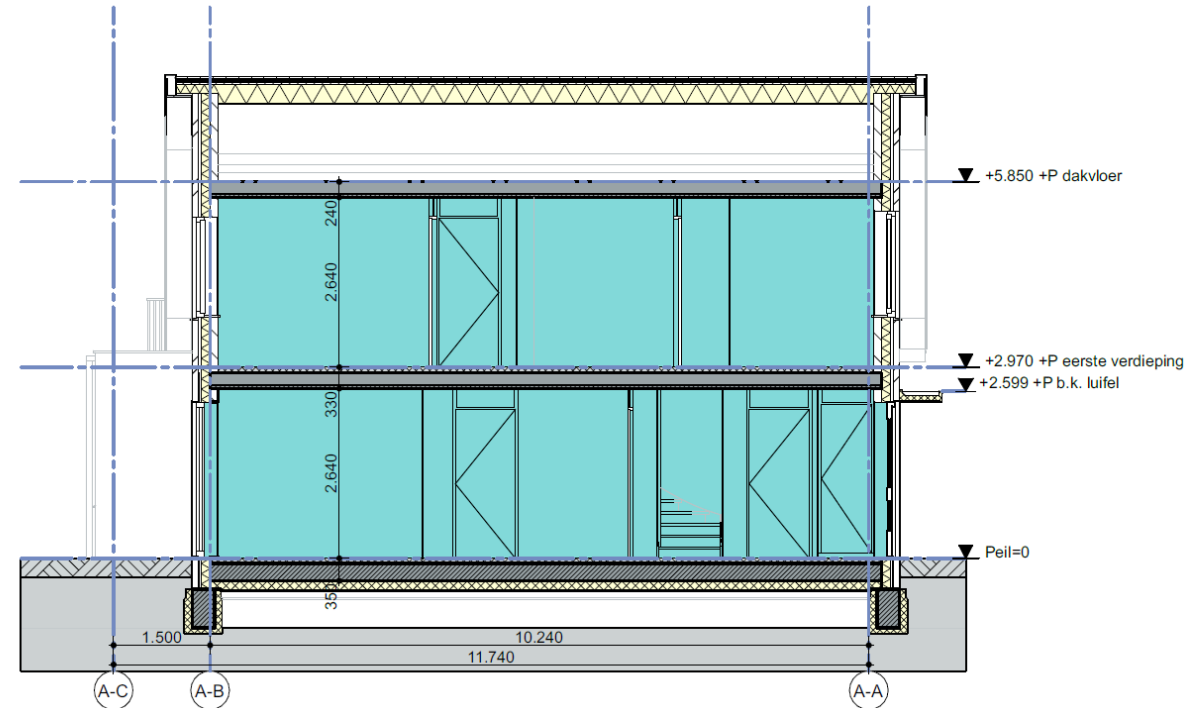 +5.850 +P dakvloer
240
2.640
+2.970 +P eerste verdieping
+2.599 +P b.k. luifel
330
2.640
Peil=0
350
1.500
10.240
11.740
A-C
A-B
A-A